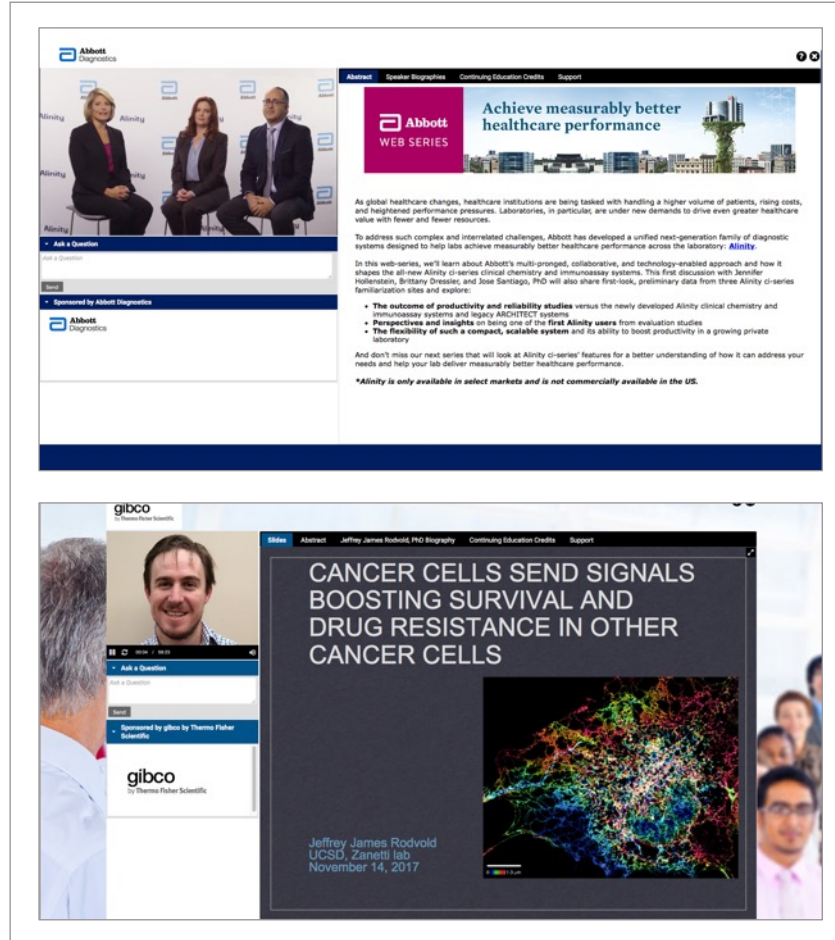 Abbott
Diagnostics
Abstract Speaker Biographies Continuing Education Credits Support
Alinity
Alinity
Alinity
Abbott
WEB SERIES
Achieve measurably better
healthcare performance
As global healthcare changes, healthcare institutions are being tasked with handling a higher volume of patients, rising costs,
and heightened performance pressures. Laboratories, in particular, are under new demands to drive even greater healthcare
value with fewer and fewer resources.
To address such complex and interrelated challenges, Abbott has developed a unified next-generation family of diagnostic
systems designed to help labs achieve measurably better healthcare performance across the laboratory: Alinity.
In this web-series, we'll learn about Abbott's multi-pronged, collaborative, and technology-enabled approach and how it
shapes the all-new Alinity ci-series clinical chemistry and immunoassay systems. This first discussion with Jennifer
Hollenstein, Brittany Dressler, and Jose Santiago, PhD will also share first-look, preliminary data from three Alinity ci-series
familiarization sites and explore:
• The outcome of productivity and reliability studies versus the newly developed Alinity clinical chemistry and
immunoassay systems and legacy ARCHITECT systems
• Perspectives and insights on being one of the first Alinity users from evaluation studies
• The flexibility of such a compact, scalable system and its ability to boost productivity in a growing private
laboratory
And don't miss our next series that will look at Alinity ci-series' features for a better understanding of how it can address your
needs and help your lab deliver measurably better healthcare performance.
*Alinity is only available in select markets and is not commercially available in the US.
Ask a Question
Ask a Question
Send
Sponsored by Abbott Diagnostics
Abbott
Diagnostics
gibco
by Thermo Fisher Scientific
Slides Abstract Jeffrey James Rodvold, PhD Biography Continuing Education Credits Support
CANCER CELLS SEND SIGNALS
BOOSTING SURVIVAL AND
DRUG RESISTANCE IN OTHER
CANCER CELLS
Jeffrey James Rodvold
UCSD, Zanetti lab
November 14, 2017
Ask a Question
Ask a Question
Send
Sponsored by gibco by Thermo Fisher
Scientific
gibco
by Thermo Fisher Scientific